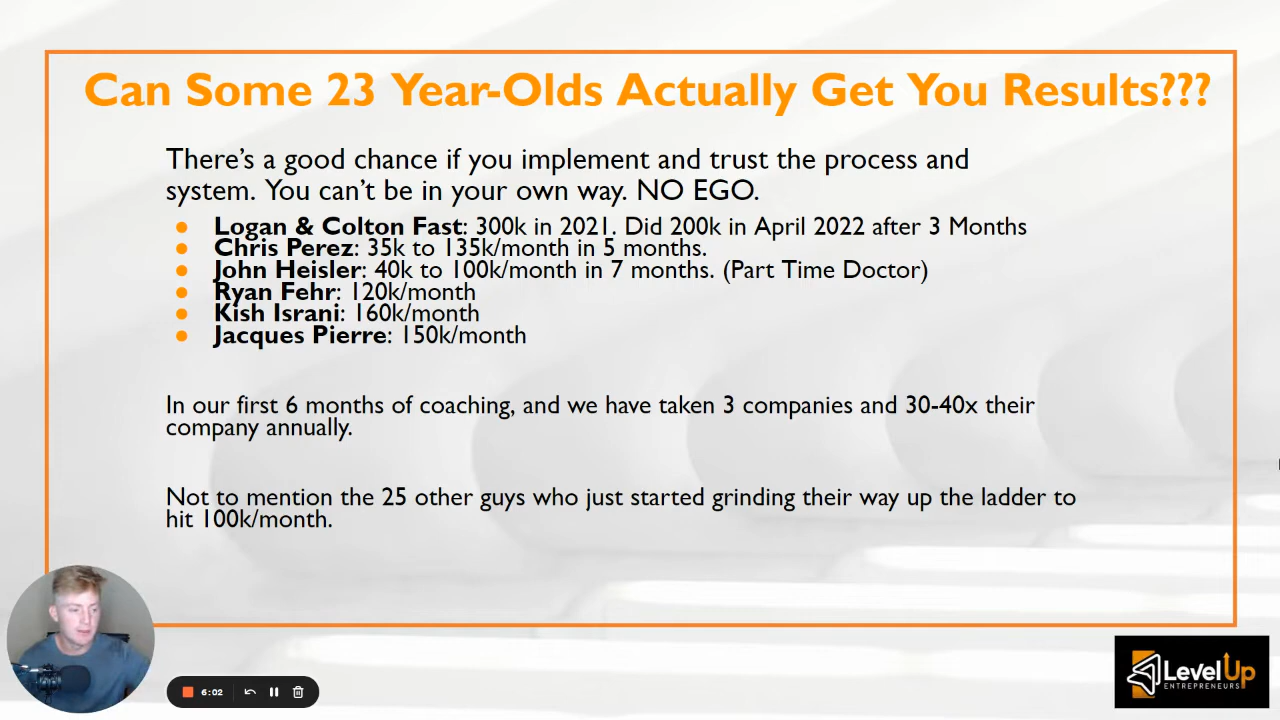 Can Some 23 Year-Olds Actually Get You Results???
There’s a good chance if you implement and trust the process and
system. You can’t be in your own way. NO EGO.
● Logan & Colton Fast: 300k in 2021. Did 200k in April 2022 after 3 Months
● Chris Perez: 35k to 135k/month in 5 months.
● John Heisler: 40k to 100k/month in 7 months. (Part Time Doctor)
● Ryan Fehr: 120k/month
● Kish Israni: 160k/month
● Jacques Pierre: 150k/month
In our first 6 months of coaching, and we have taken 3 companies and 30-40x their
company annually.
Not to mention the 25 other guys who just started grinding their way up the ladder to
hit 100k/month.
6:02
Level Up
ENTREPRENEURS